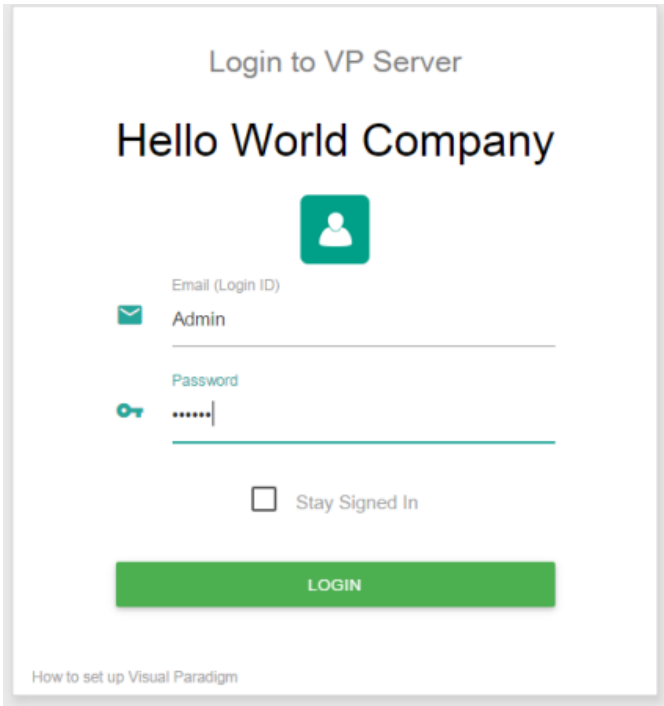 Login to VP Server
Hello World Company
Email (Login ID)
Admin
Password
••••••
Stay Signed In
LOGIN
How to set up Visual Paradigm